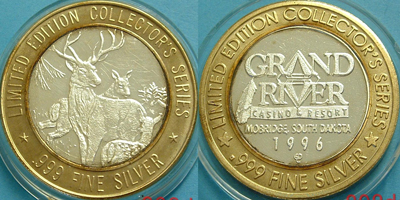 LIMITED EDITION COLLECTOR'S SERIES
.999 FINE SILVER
LIMITED EDITION COLLECTOR'S SERIES
GRAND
RIVER
CASINO & RESORT
MOBRIDGE, SOUTH DAKOTA
1996
.999 FINE SILVER